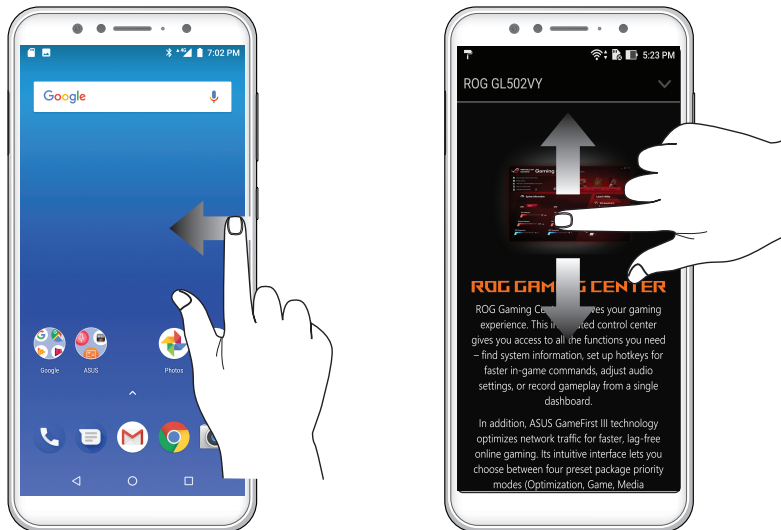 7:02 PM
Google
Google
ASUS
Photos
5:23 PM
ROG GL502VY
Gaming
ROG GAM G CENTER
ROG Gaming Ce ves your gaming
experience. This i ted control center
gives you access to all the functions you need
– find system information, set up hotkeys for
faster in-game commands, adjust audio
settings, or record gameplay from a single
dashboard.
In addition, ASUS GameFirst III technology
optimizes network traffic for faster, lag-free
online gaming. Its intuitive interface lets you
choose between four preset package priority
modes (Optimization, Game, Media